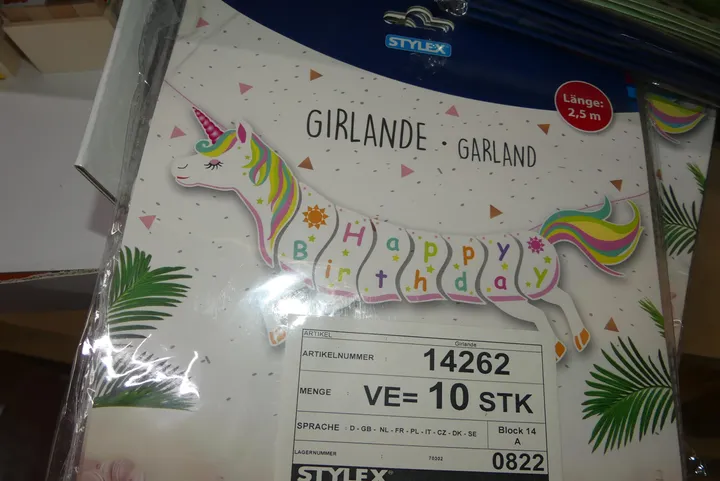 STYLEX
Länge:
2,5 m
GIRLANDE · GARLAND
Happy
Birthday
ARTIKEL
Girlande
ARTIKELNUMMER 14262
MENGE VE= 10 STK
SPRACHE - D - GB - NL - FR - PL - IT - CZ - DK - SE Block 14
A
LAGERNUMMER 70302 0822
STYLEX®